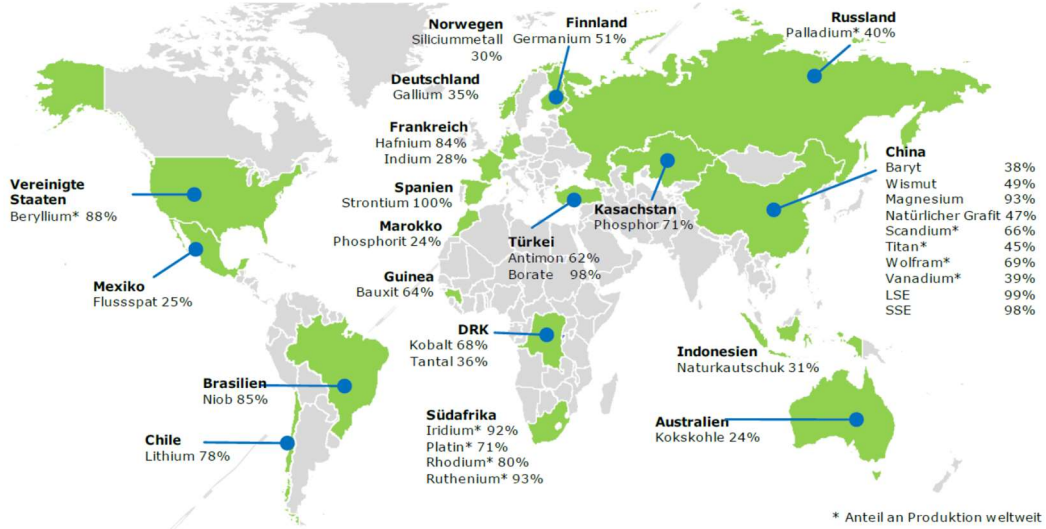 Norwegen
Siliciummetall
30%
Finnland
Germanium 51%
Russland
Palladium* 40%
Deutschland
Gallium 35%
Frankreich
Hafnium 84%
Indium 28%
Spanien
Strontium 100%
Marokko
Phosphorit 24%
Guinea
Bauxit 64%
Vereinigte
Staaten
Beryllium* 88%
Mexiko
Flussspat 25%
Türkei
Antimon 62%
Borate 98%
Kasachstan
Phosphor 71%
China
Baryt 38%
Wismut 49%
Magnesium 93%
Natürlicher Grafit 47%
Scandium* 66%
Titan* 45%
Wolfram* 69%
Vanadium* 39%
LSE 99%
SSE 98%
DRK
Kobalt 68%
Tantal 36%
Indonesien
Naturkautschuk 31%
Brasilien
Niob 85%
Chile
Lithium 78%
Südafrika
Iridium* 92%
Platin* 71%
Rhodium* 80%
Ruthenium* 93%
Australien
Kokskohle 24%
* Anteil an Produktion weltweit